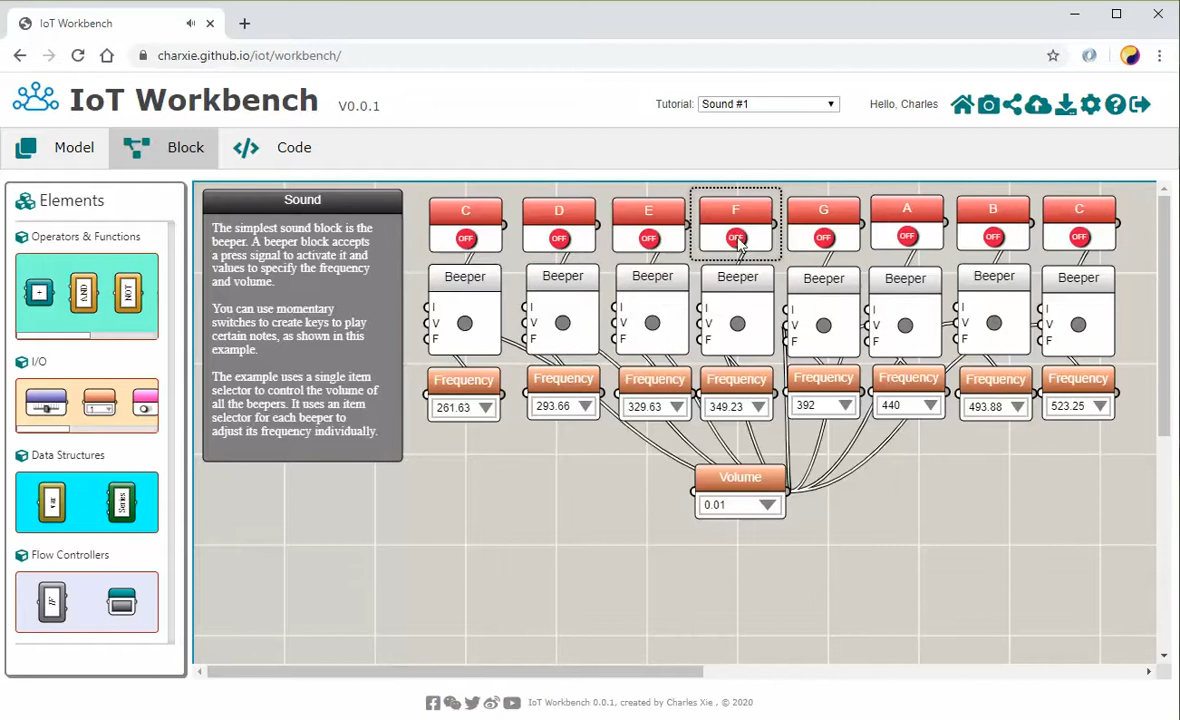 IoT Workbench
charxie.github.io/iot/workbench/
IoT Workbench V0.0.1
Tutorial: Sound #1
Hello, Charles
Model
Block
Code
Elements
Operators & Functions
+
AND
NOT
I/O
1
Data Structures
var
Series
Flow Controllers
IF
Sound
The simplest sound block is the
beeper. A beeper block accepts
a press signal to activate it and
values to specify the frequency
and volume.
You can use momentary
switches to create keys to play
certain notes, as shown in this
example.
The example uses a single item
selector to control the volume of
all the beepers. It uses an item
selector for each beeper to
adjust its frequency individually.
C D E F G A B C
OFF OFF OFF OFF OFF OFF OFF OFF
Beeper Beeper Beeper Beeper Beeper Beeper Beeper Beeper
I I I I I I I I
V V V V V V V V
F F F F F F F F
Frequency Frequency Frequency Frequency Frequency Frequency Frequency Frequency
261.63 293.66 329.63 349.23 392 440 493.88 523.25
Volume
0.01
IoT Workbench 0.0.1, created by Charles Xie , © 2020